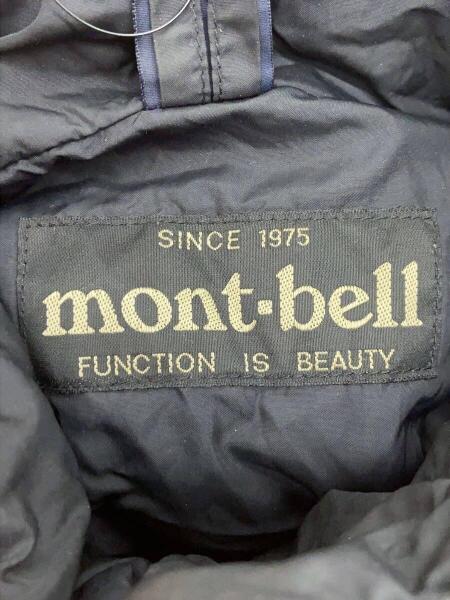 SINCE 1975
mont-bell
FUNCTION IS BEAUTY